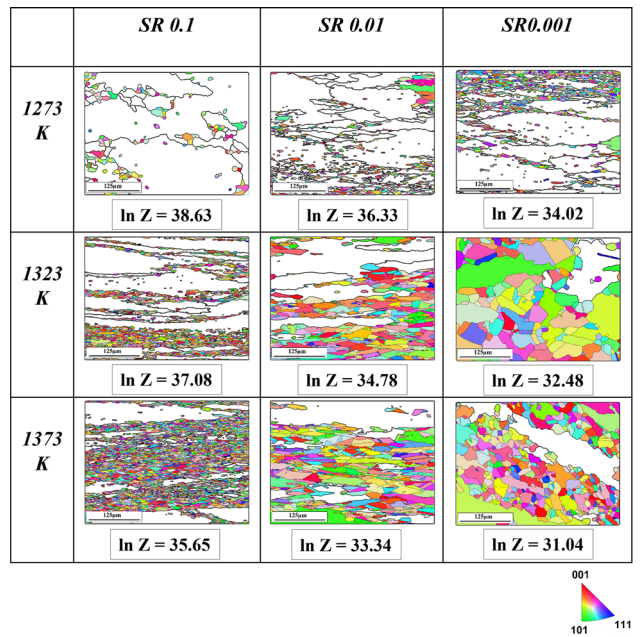 SR 0.1 SR 0.01 SR0.001
1273
K
125μm 125μm 125μm
ln Z = 38.63 ln Z = 36.33 ln Z = 34.02
1323
K
125μm 125μm 125μm
ln Z = 37.08 ln Z = 34.78 ln Z = 32.48
1373
K
125μm 125μm 125μm
ln Z = 35.65 ln Z = 33.34 ln Z = 31.04
001
101 111